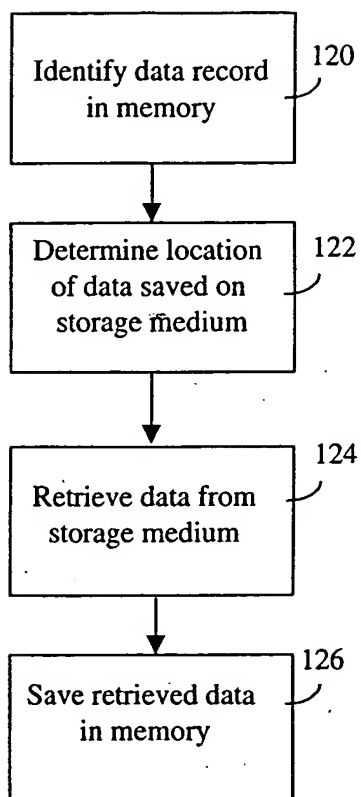 Identify data record
in memory
120
Determine location
of data saved on
storage medium
122
Retrieve data from
storage medium
124
Save retrieved data
in memory
126